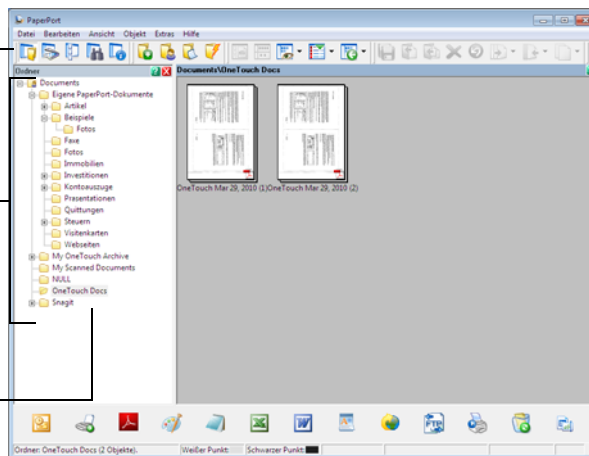 PaperPort
Datei Bearbeiten Ansicht Objekt Extras Hilfe
Ordner
Documents\OneTouch Docs
Documents
Eigene PaperPort-Dokumente
Artikel
Beispiele
Fotos
Faxe
Fotos
Immobilien
Investitionen
Kontoauszuge
Prasentationen
Quittungen
Steuern
Visitenkarten
Webseiten
My OneTouch Archive
My Scanned Documents
NULL
OneTouch Docs
Snagit
OneTouch Mar 29, 2010 (1)
OneTouch Mar 29, 2010 (2)
FTP
Ordner: OneTouch Docs (2 Objekte).
Weißer Punkt:
Schwarzer Punkt: